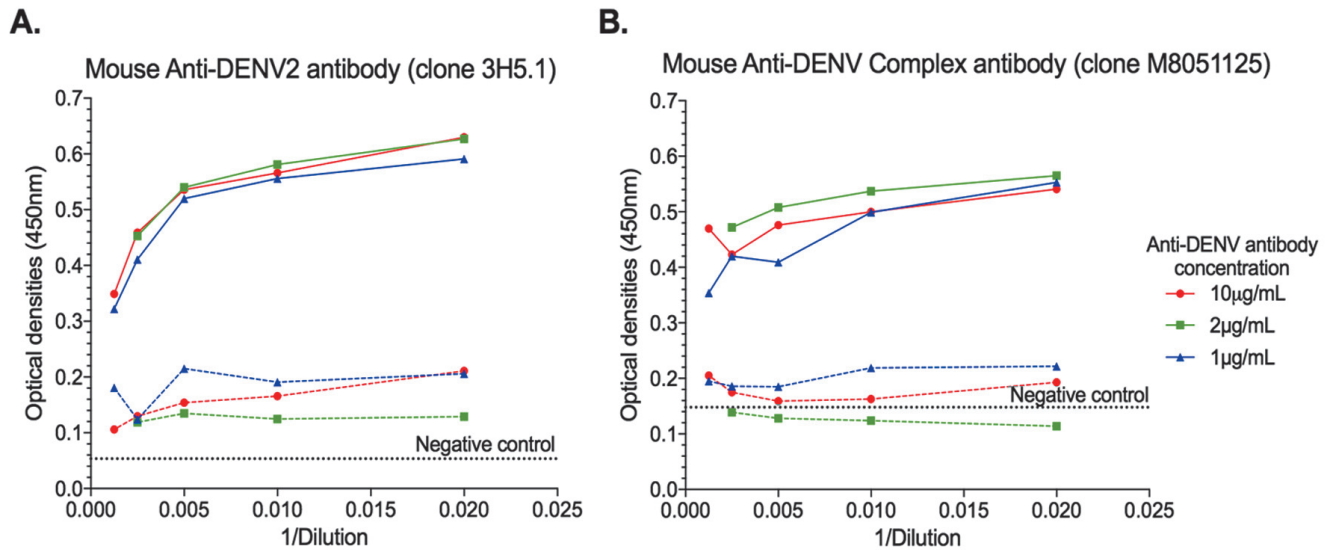 A.
Mouse Anti-DENV2 antibody (clone 3H5.1)
Optical densities (450nm)
0.7
0.6
0.5
0.4
0.3
0.2
0.1
0.0
Negative control
0.000
0.005
0.010
0.015
0.020
0.025
1/Dilution
B.
Mouse Anti-DENV Complex antibody (clone M8051125)
Optical densities (450nm)
0.7
0.6
0.5
0.4
0.3
0.2
0.1
0.0
Negative control
0.000
0.005
0.010
0.015
0.020
0.025
1/Dilution
Anti-DENV antibody
concentration
10μg/mL
2μg/mL
1μg/mL